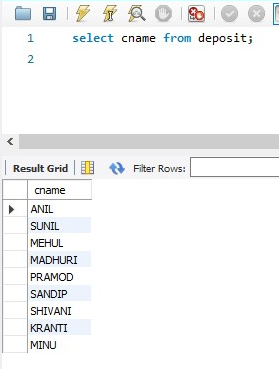 1 select cname from deposit;
2
Result Grid Filter Rows:
cname
ANIL
SUNIL
MEHUL
MADHURI
PRAMOD
SANDIP
SHIVANI
KRANTI
MINU